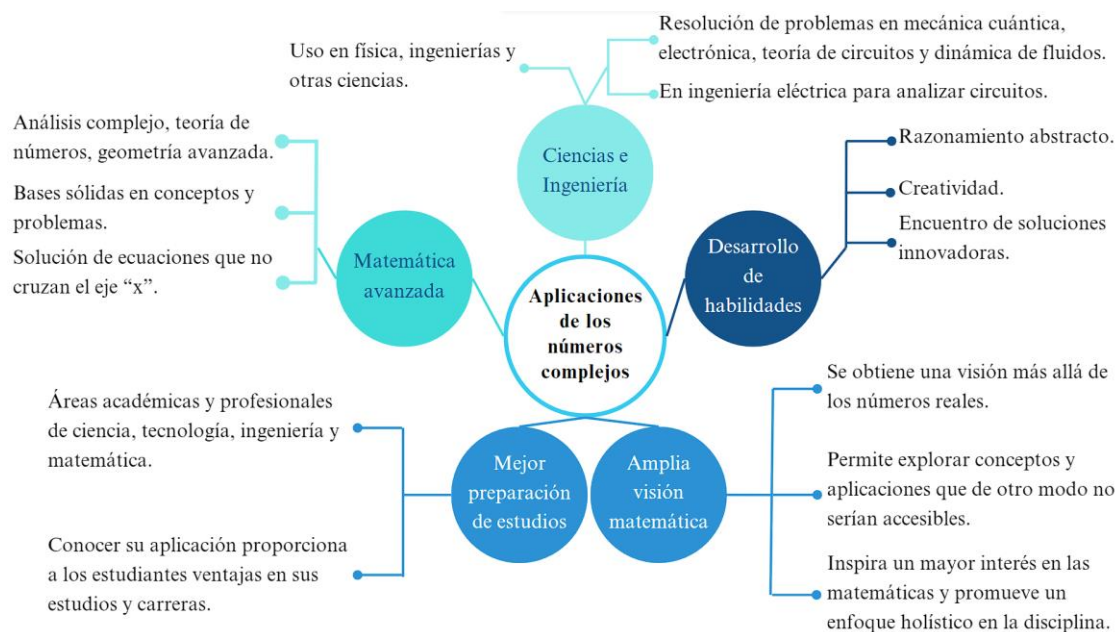 Uso en física, ingenierías y
otras ciencias.
Resolución de problemas en mecánica cuántica,
electrónica, teoría de circuitos y dinámica de fluidos.
En ingeniería eléctrica para analizar circuitos.
Ciencias e
Ingeniería
Análisis complejo, teoría de
números, geometría avanzada.
Bases sólidas en conceptos y
problemas.
Solución de ecuaciones que no
cruzan el eje “x”.
Matemática
avanzada
Razonamiento abstracto.
Creatividad.
Encuentro de soluciones
innovadoras.
Desarrollo
de
habilidades
Aplicaciones
de los
números
complejos
Áreas académicas y profesionales
de ciencia, tecnología, ingeniería y
matemática.
Conocer su aplicación proporciona
a los estudiantes ventajas en sus
estudios y carreras.
Mejor
preparación
de estudios
Amplia
visión
matemática
Se obtiene una visión más allá de
los números reales.
Permite explorar conceptos y
aplicaciones que de otro modo no
serían accesibles.
Inspira un mayor interés en las
matemáticas y promueve un
enfoque holístico en la disciplina.